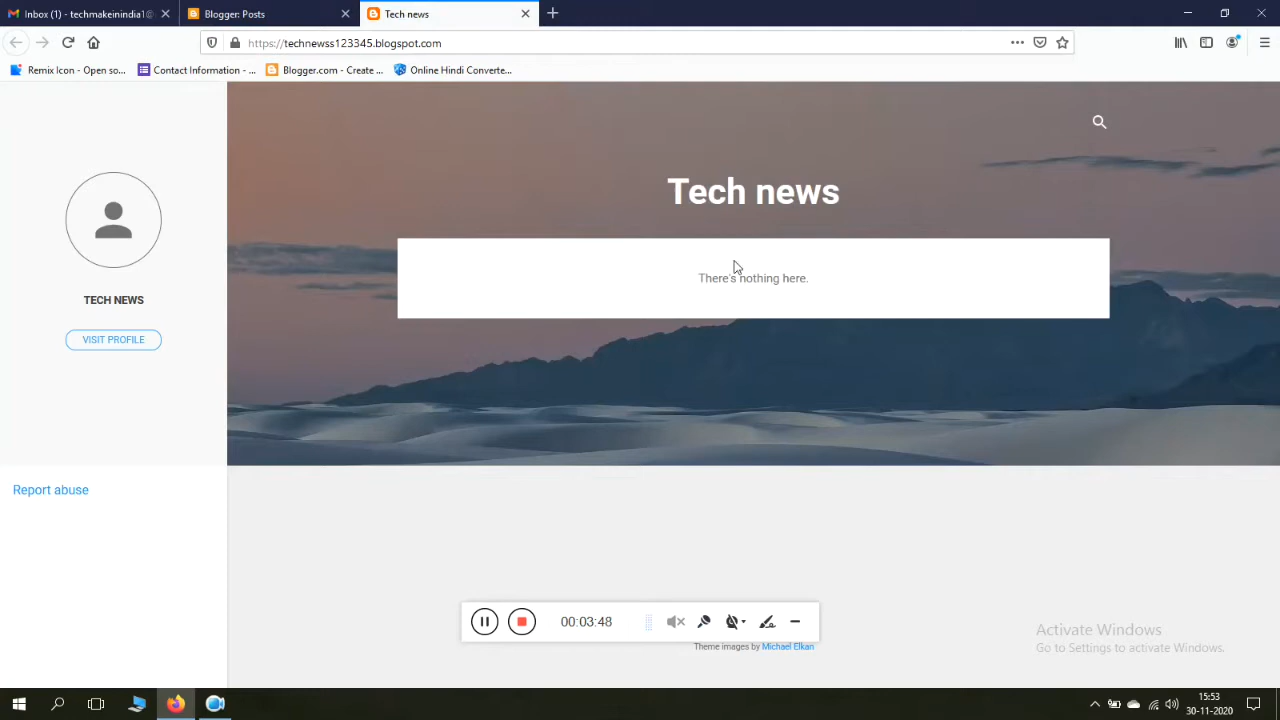 Inbox (1) - techmakeindia1@
Blogger: Posts
Tech news
https://technewss123345.blogspot.com
Remix Icon - Open so...
Contact Information - ...
Blogger.com - Create ...
Online Hindi Converte...
Tech news
There's nothing here.
TECH NEWS
VISIT PROFILE
Report abuse
00:03:48
Theme images by Michael Elkan
Activate Windows
Go to Settings to activate Windows.
15:53
30-11-2020